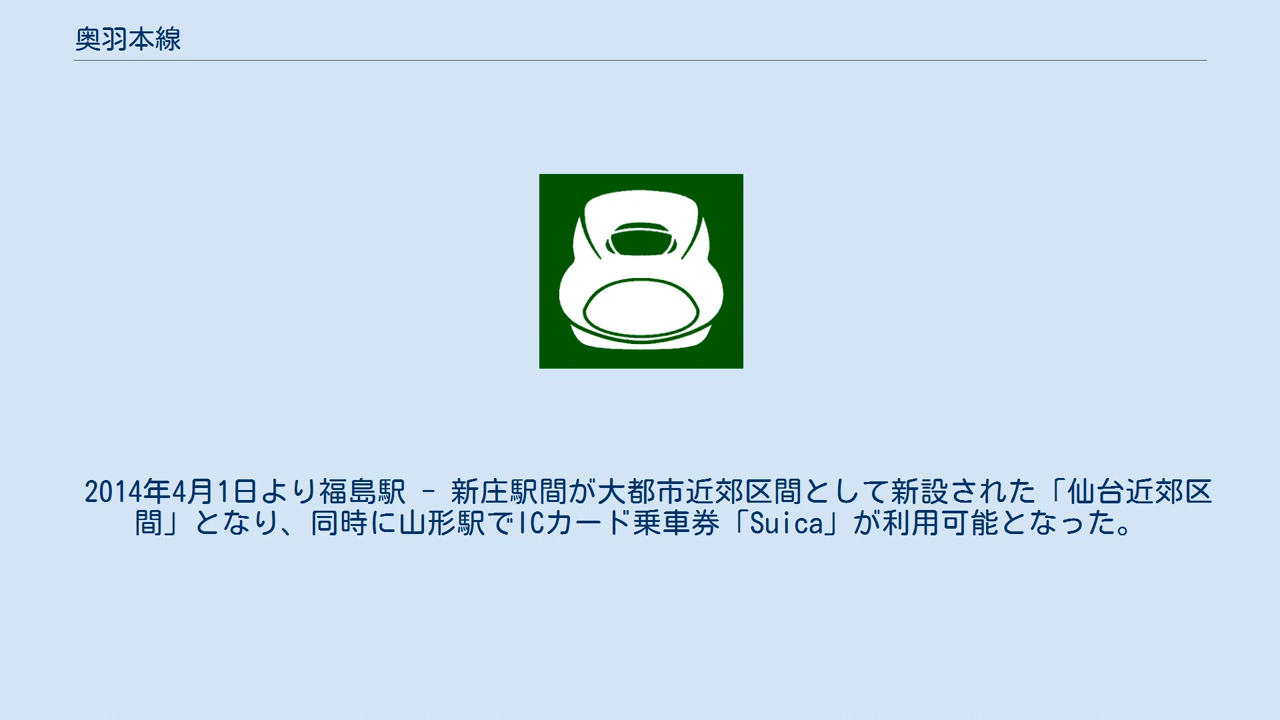 奥羽本線
2014年4月1日より福島駅 - 新庄駅間が大都市近郊区間として新設された「仙台近郊区
間」となり、同時に山形駅でICカード乗車券「Suica」が利用可能となった。